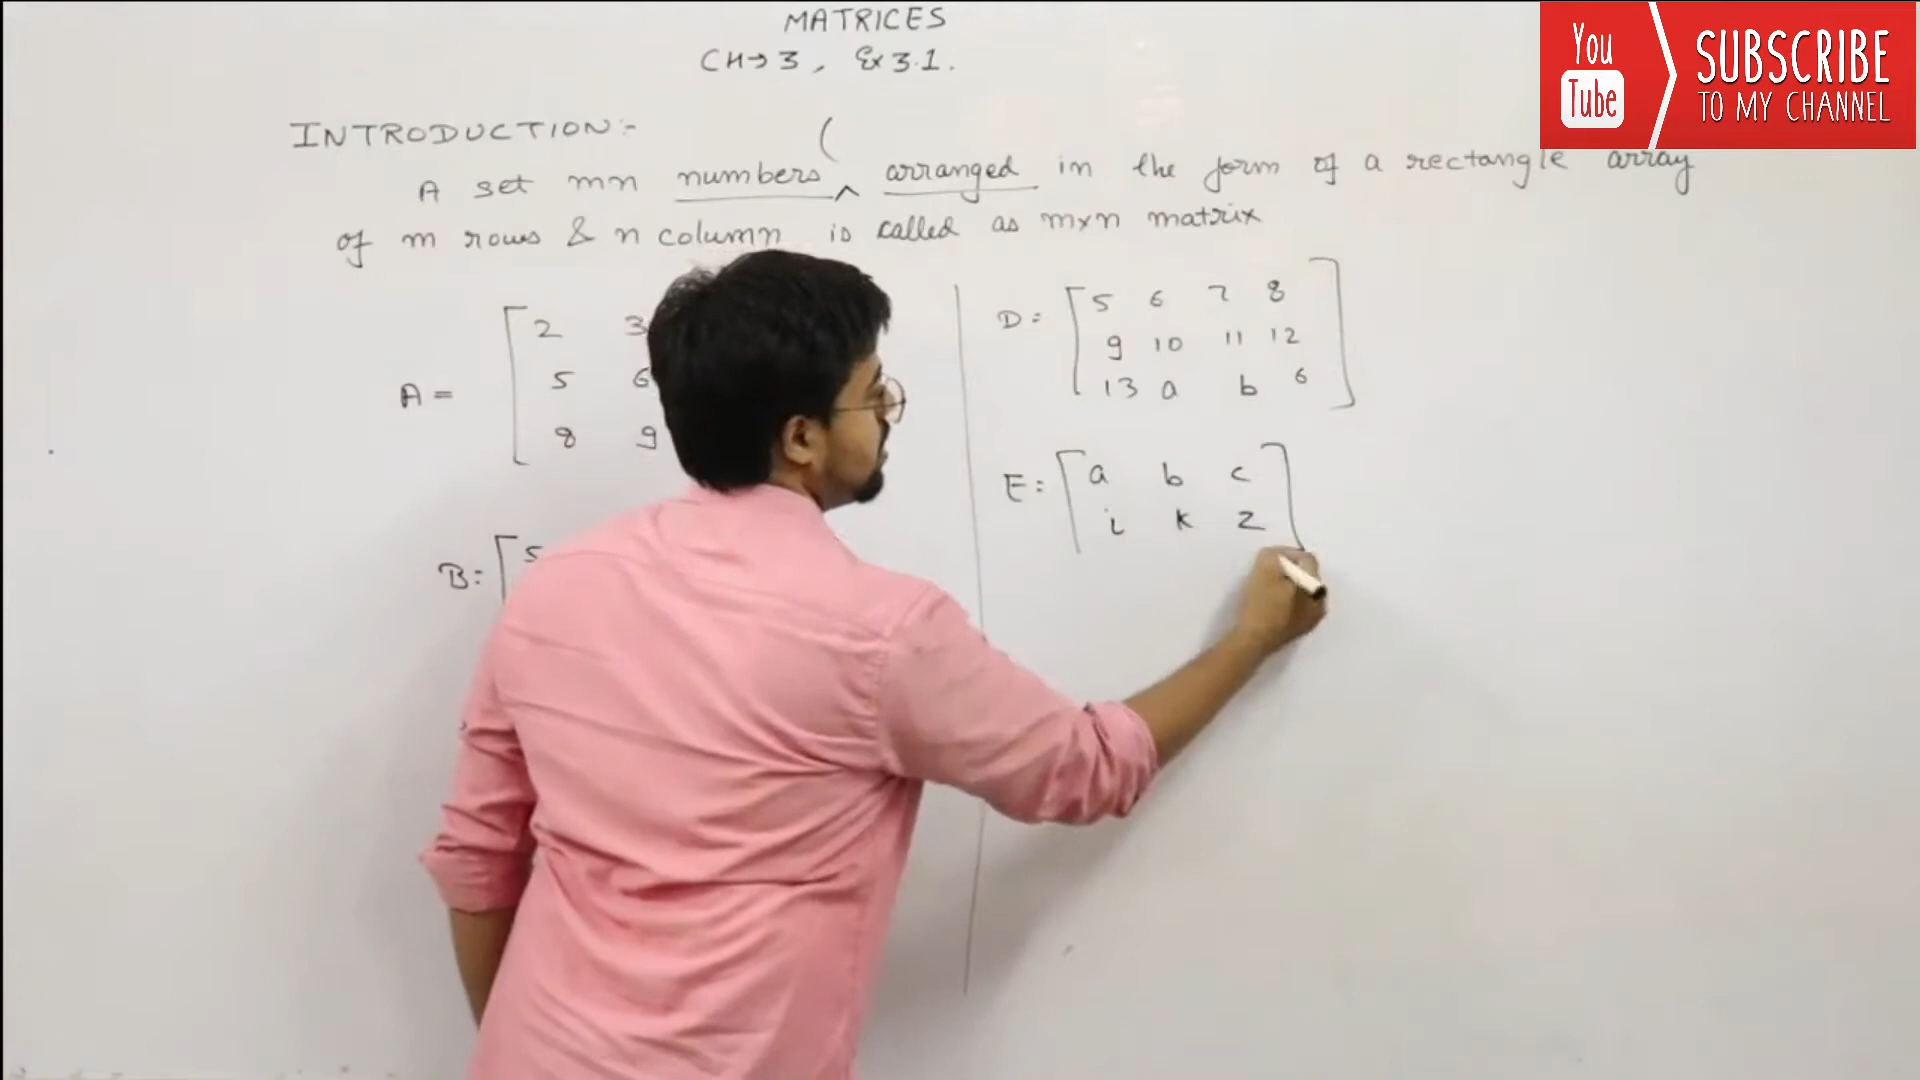 MATRICES
CH→3, Ex 3.1.
You Tube
SUBSCRIBE
TO MY CHANNEL
INTRODUCTION:-
(
A set mn numbers ^ arranged in the form of a rectangle array
of m rows & n column is called as m×n matrix
A =
2 3
5 6
8 9
B:
5
D:
5 6 7 8
9 10 11 12
13 a b 6
E:
a b c
i k z